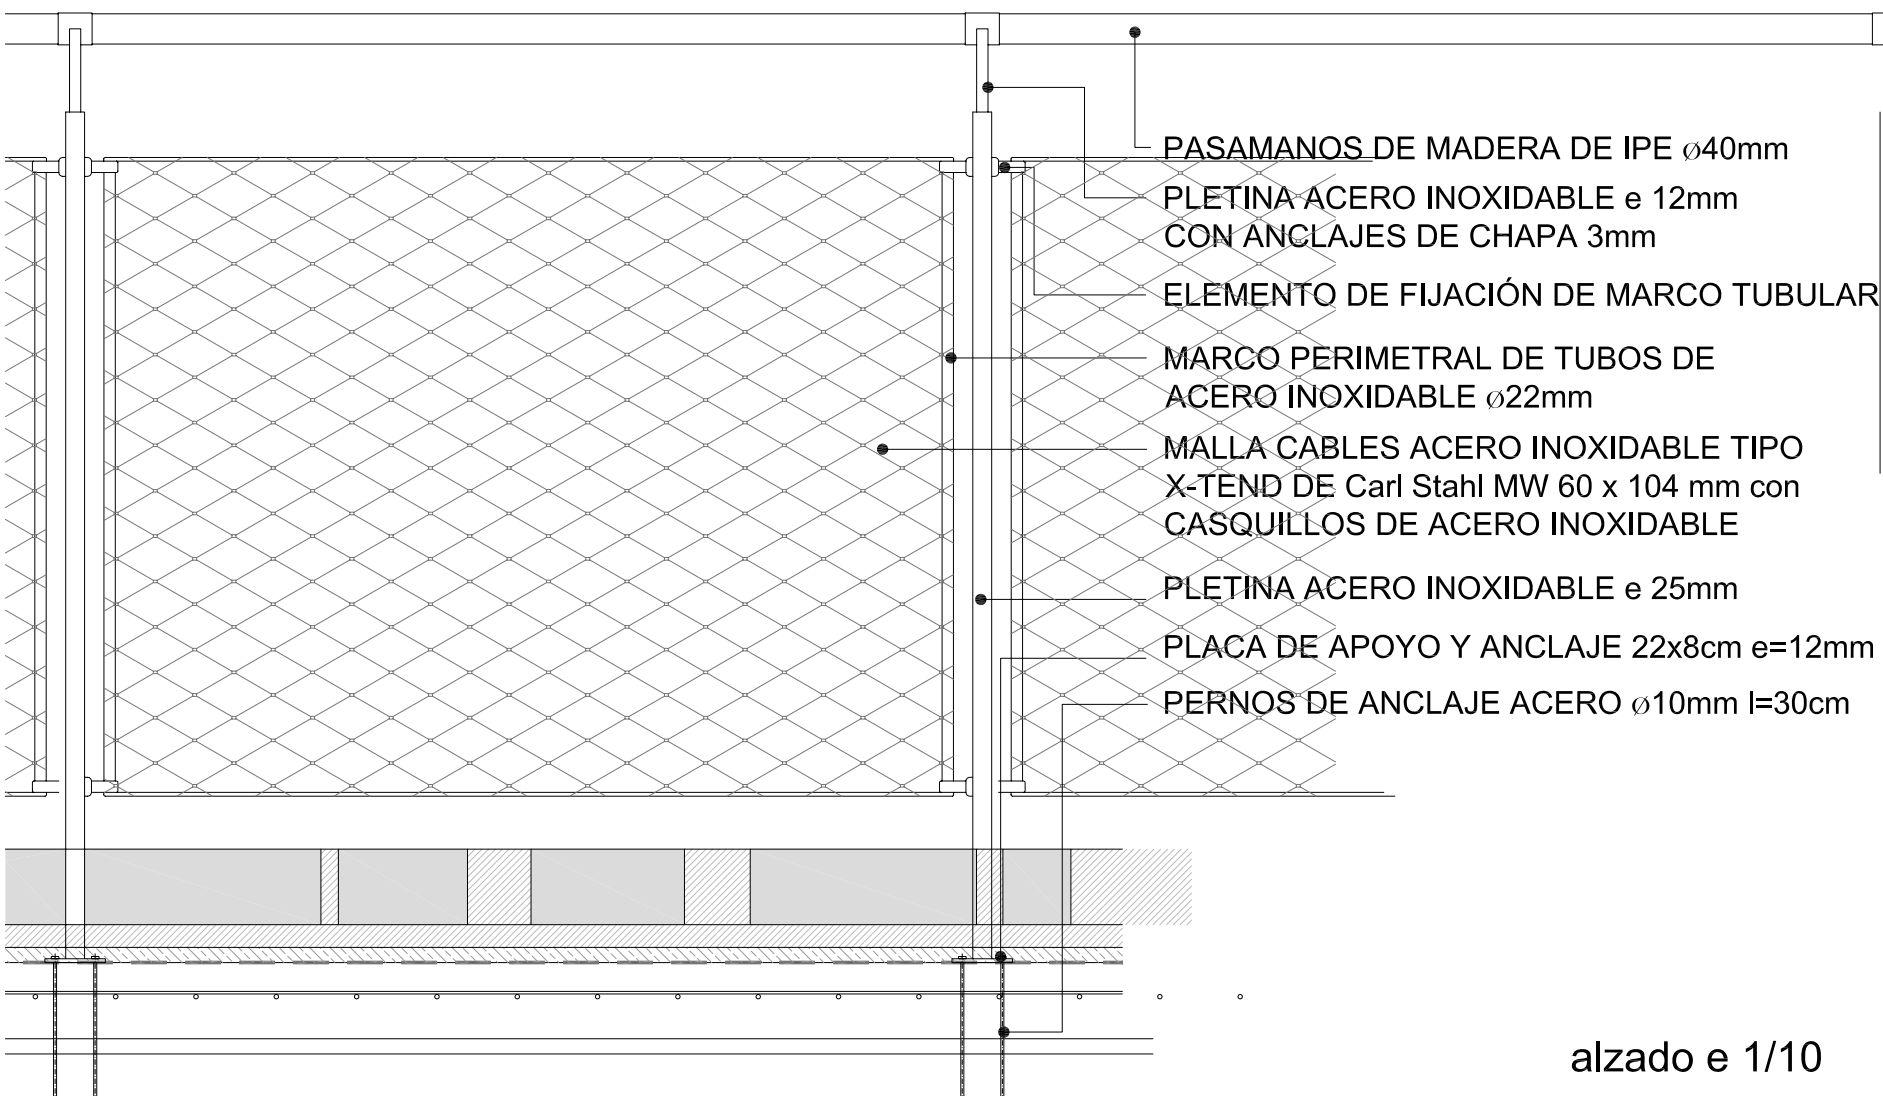 PASAMANOS DE MADERA DE IPE ø40mm
PLETINA ACERO INOXIDABLE e 12mm
CON ANCLAJES DE CHAPA 3mm
ELEMENTO DE FIJACIÓN DE MARCO TUBULAR
MARCO PERIMETRAL DE TUBOS DE
ACERO INOXIDABLE ø22mm
MALLA CABLES ACERO INOXIDABLE TIPO
X-TEND DE Carl Stahl MW 60 x 104 mm con
CASQUILLOS DE ACERO INOXIDABLE
PLETINA ACERO INOXIDABLE e 25mm
PLACA DE APOYO Y ANCLAJE 22x8cm e=12mm
PERNOS DE ANCLAJE ACERO ø10mm l=30cm
alzado e 1/10